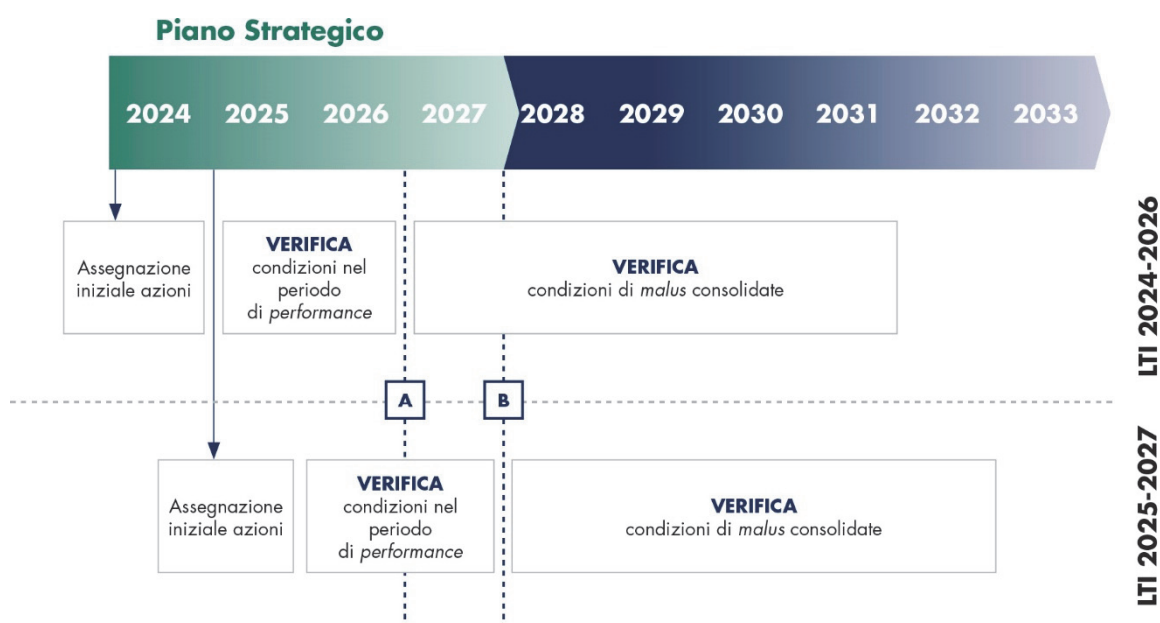 Piano Strategico
2024 2025 2026 2027 2028 2029 2030 2031 2032 2033
Assegnazione
iniziale azioni
VERIFICA
condizioni nel
periodo
di performance
VERIFICA
condizioni di malus consolidate
LTI 2024-2026
A
B
Assegnazione
iniziale azioni
VERIFICA
condizioni nel
periodo
di performance
VERIFICA
condizioni di malus consolidate
LTI 2025-2027